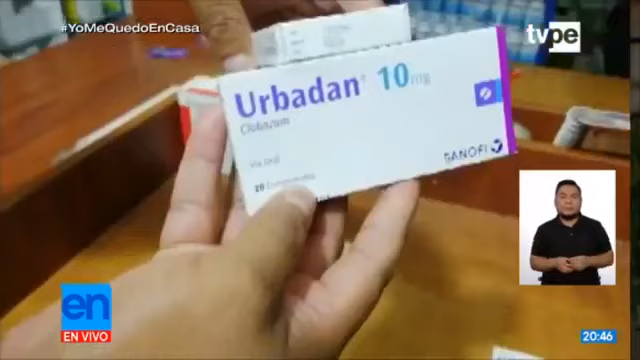 #YoMeQuedoEnCasa
tvpe
Urbadan® 10mg
Clobazam
Vía Oral
SANOFI
20 Comprimidos
en
EN VIVO
20:46